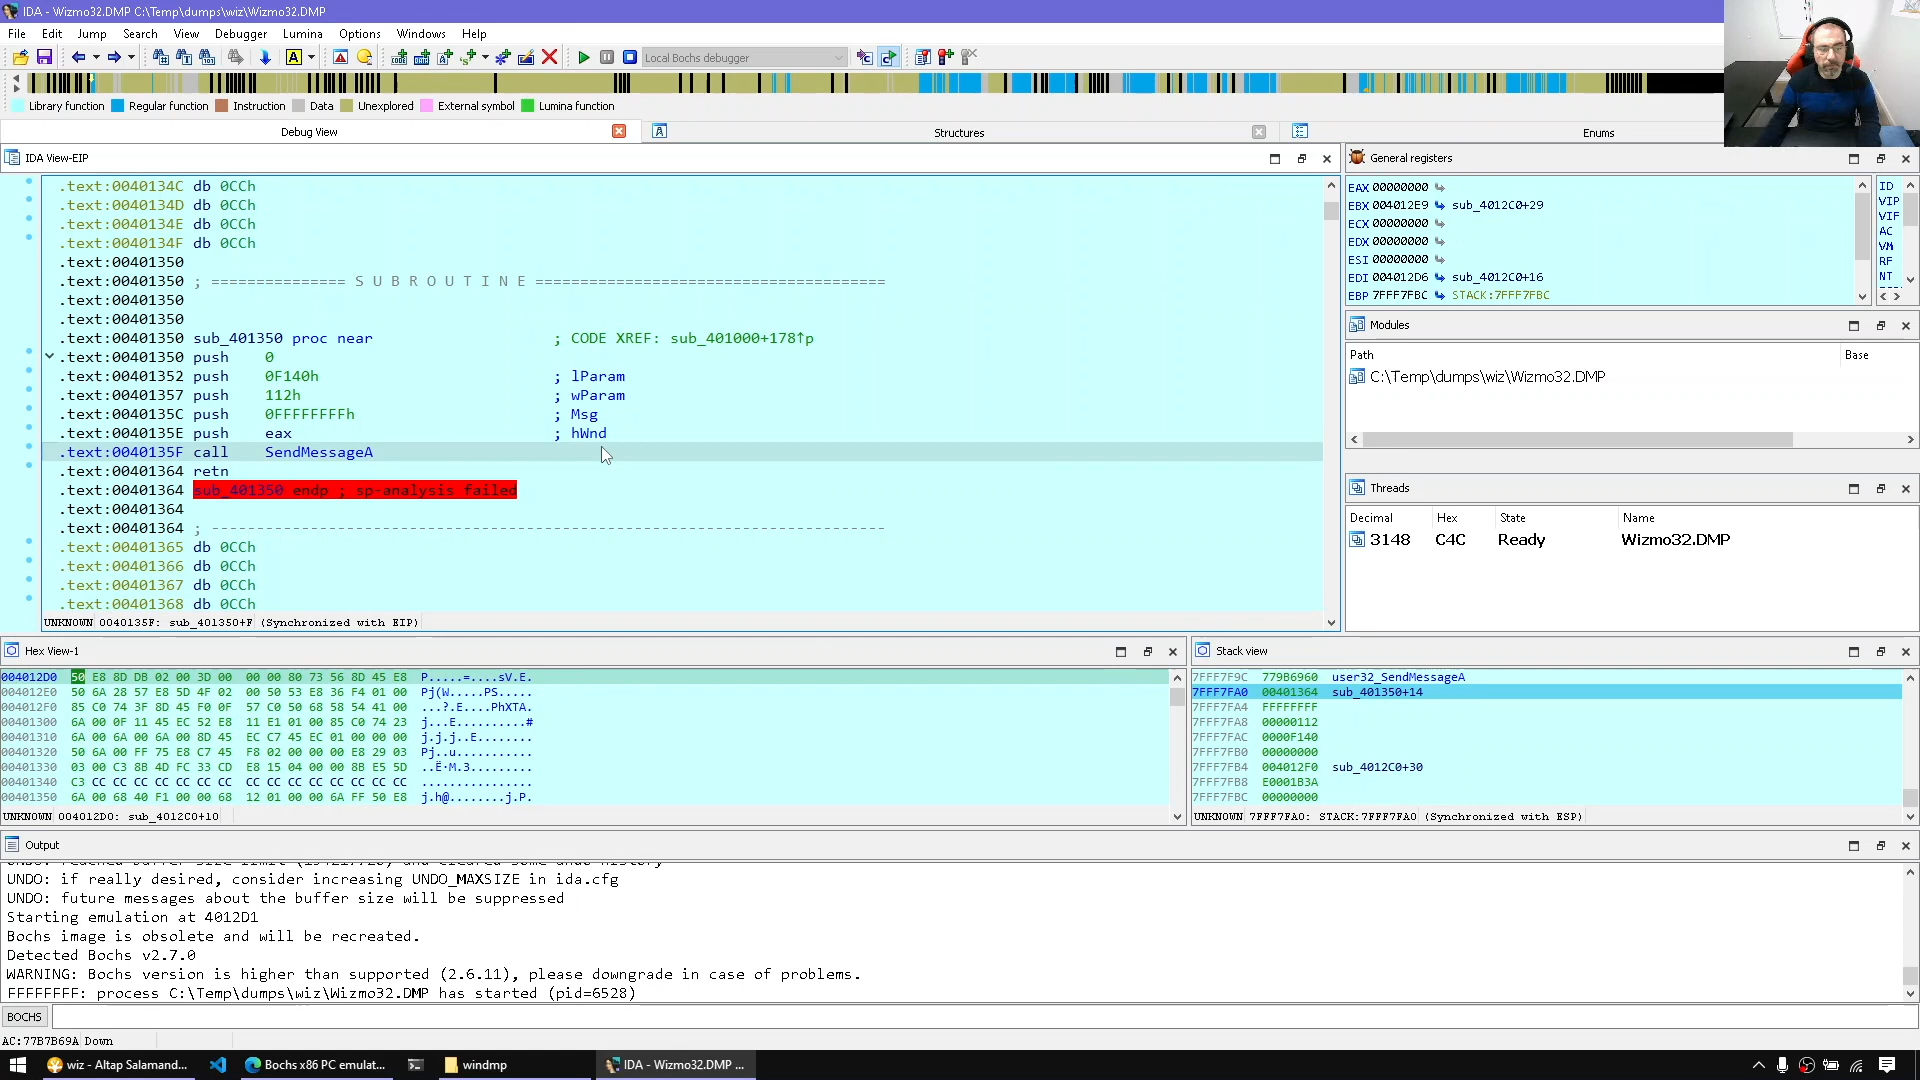 IDA - Wizmo32.DMP C:\Temp\dumps\wiz\Wizmo32.DMP
File Edit Jump Search View Debugger Lumina Options Windows Help
Local Bochs debugger
Library function Regular function Instruction Data Unexplored External symbol Lumina function
Debug View Structures Enums
IDA View-EIP
.text:0040134C db 0CCh
.text:0040134D db 0CCh
.text:0040134E db 0CCh
.text:0040134F db 0CCh
.text:00401350
.text:00401350 ; =============== S U B R O U T I N E =======================================
.text:00401350
.text:00401350
.text:00401350 sub_401350 proc near ; CODE XREF: sub_401000+178↑p
.text:00401350 push 0
.text:00401352 push 0F140h ; lParam
.text:00401357 push 112h ; wParam
.text:0040135C push 0FFFFFFFFh ; Msg
.text:0040135E push eax ; hWnd
.text:0040135F call SendMessageA
.text:00401364 retn
.text:00401364 sub_401350 endp ; sp-analysis failed
.text:00401364
.text:00401364 ; ---------------------------------------------------------------------------
.text:00401365 db 0CCh
.text:00401366 db 0CCh
.text:00401367 db 0CCh
.text:00401368 db 0CCh
UNKNOWN 0040135F: sub_401350+F (Synchronized with EIP)
General registers
EAX 00000000
EBX 004012E9 sub_4012C0+29
ECX 00000000
EDX 00000000
ESI 00000000
EDI 004012D6 sub_4012C0+16
EBP 7FFF7FBC STACK:7FFF7FBC
ID
VIP
VIF
AC
VM
RF
NT
Modules
Path Base
C:\Temp\dumps\wiz\Wizmo32.DMP
Threads
Decimal Hex State Name
3148 C4C Ready Wizmo32.DMP
Hex View-1
004012D0 50 E8 8D DB 02 00 3D 00 00 00 80 73 56 8D 45 E8 P.....=....sV.E.
004012E0 50 6A 28 57 E8 5D 4F 02 00 50 53 E8 36 F4 01 00 Pj(W.....PS.....
004012F0 85 C0 74 3F 8D 45 F0 0F 57 C0 50 68 58 54 41 00 ...?.E....PhXTA.
00401300 6A 00 0F 11 45 EC 52 E8 11 E1 01 00 85 C0 74 23 j...E..........#
00401310 6A 00 6A 00 6A 00 8D 45 EC C7 45 EC 01 00 00 00 j.j.j..E........
00401320 50 6A 00 FF 75 E8 C7 45 F8 02 00 00 00 E8 29 03 Pj..u...........
00401330 03 00 C3 8B 4D FC 33 CD E8 15 04 00 00 8B E5 5D ..Ë·M.3.........
00401340 C3 CC CC CC CC CC CC CC CC CC CC CC CC CC CC CC ................
00401350 6A 00 68 40 F1 00 00 68 12 01 00 00 6A FF 50 E8 j.h@........j.P.
UNKNOWN 004012D0: sub_4012C0+10
Stack view
7FFF7F9C 779B6960 user32_SendMessageA
7FFF7FA0 00401364 sub_401350+14
7FFF7FA4 FFFFFFFF
7FFF7FA8 00000112
7FFF7FAC 0000F140
7FFF7FB0 00000000
7FFF7FB4 004012F0 sub_4012C0+30
7FFF7FB8 E0001B3A
7FFF7FBC 00000000
UNKNOWN 7FFF7FA0: STACK:7FFF7FA0 (Synchronized with ESP)
Output
UNDO: if really desired, consider increasing UNDO_MAXSIZE in ida.cfg
UNDO: future messages about the buffer size will be suppressed
Starting emulation at 4012D1
Bochs image is obsolete and will be recreated.
Detected Bochs v2.7.0
WARNING: Bochs version is higher than supported (2.6.11), please downgrade in case of problems.
FFFFFFFF: process C:\Temp\dumps\wiz\Wizmo32.DMP has started (pid=6528)
BOCHS
AC:77B7B69A Down
wiz - Altap Salamand... Bochs x86 PC emulat... windmp IDA - Wizmo32.DMP ...